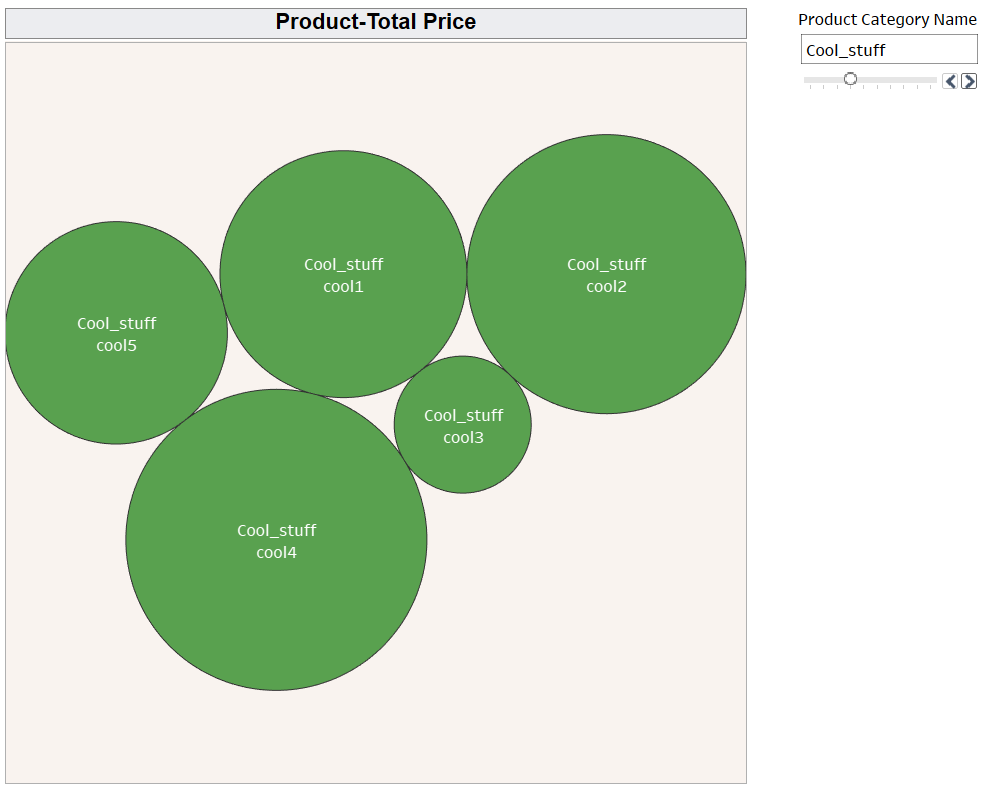 Product-Total Price
Product Category Name
Cool_stuff
Cool_stuff
cool1
Cool_stuff
cool2
Cool_stuff
cool5
Cool_stuff
cool3
Cool_stuff
cool4